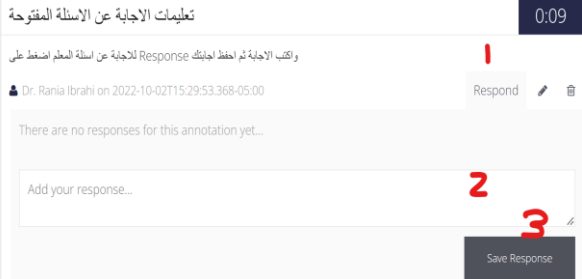 تعليمات الاجابة عن الاسئلة المفتوحة 0:09
للاجابة عن اسئلة المعلم اضغط على Response واكتب الاجابة ثم احفظ اجابتك
1
Dr. Rania Ibrahi on 2022-10-02T15:29:53.368-05:00 Respond
There are no responses for this annotation yet...
Add your response... 2
3
Save Response